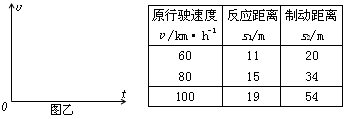 v
0
t
图乙
原行驶速度 反应距离 制动距离
v/km·h⁻¹ s₁/m s₂/m
60 11 20
80 15 34
100 19 54